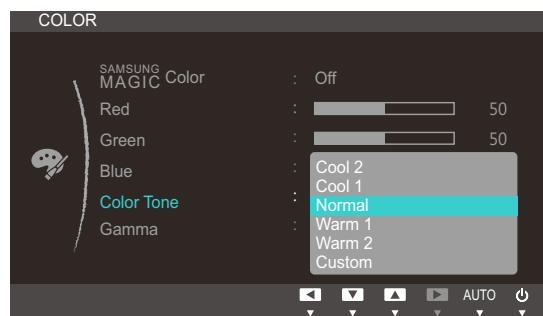 COLOR
SAMSUNG
MAGIC Color : Off
Red : 50
Green : 50
Blue :
Color Tone :
Gamma :
Cool 2
Cool 1
Normal
Warm 1
Warm 2
Custom
AUTO